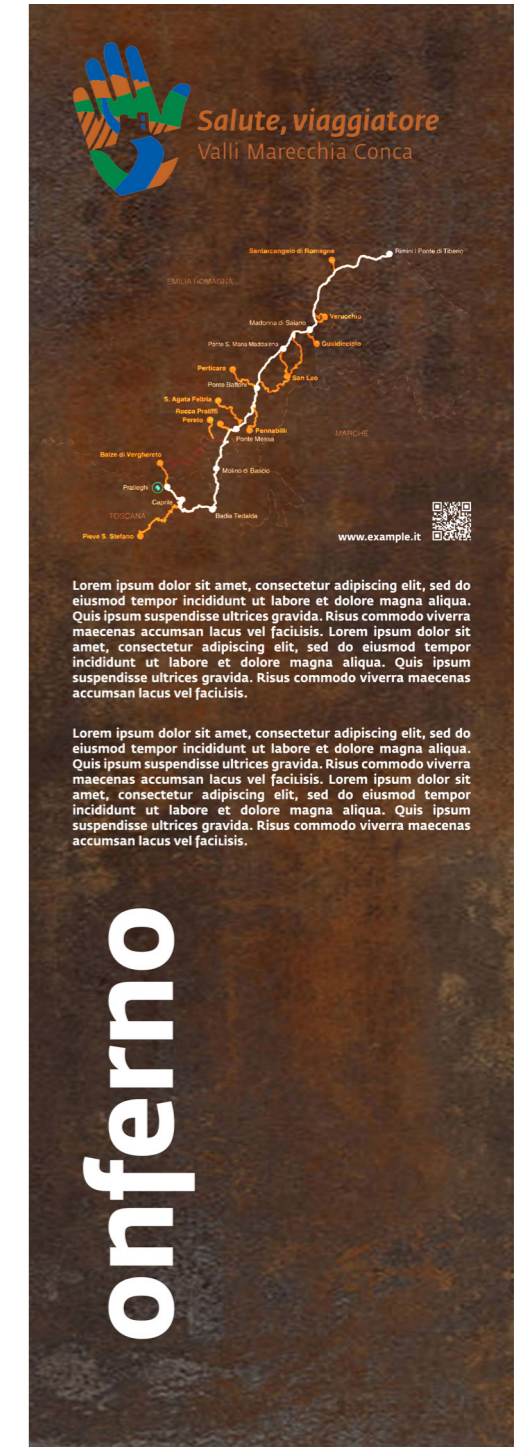 Salute, viaggiatore
Valli Marecchia Conca
Santarcangelo di Romagna
Rimini | Ponte di Tiberio
EMILIA ROMAGNA
Verucchio
Madonna di Saiano
Ponte S. Maria Maddalena
Gualdicciolo
Perticara
San Leo
Ponte Baffoni
S. Agata Feltria
Rocca Pratiffi
Pereto
Pennabilli
MARCHE
Ponte Messa
Balze di Verghereto
Molino di Bascio
Pratieghi
Caprile
TOSCANA
Badia Tedalda
Pieve S. Stefano
www.example.it
Lorem ipsum dolor sit amet, consectetur adipiscing elit, sed do
eiusmod tempor incididunt ut labore et dolore magna aliqua.
Quis ipsum suspendisse ultrices gravida. Risus commodo viverra
maecenas accumsan lacus vel facilisis. Lorem ipsum dolor sit
amet, consectetur adipiscing elit, sed do eiusmod tempor
incididunt ut labore et dolore magna aliqua. Quis ipsum
suspendisse ultrices gravida. Risus commodo viverra maecenas
accumsan lacus vel facilisis.
Lorem ipsum dolor sit amet, consectetur adipiscing elit, sed do
eiusmod tempor incididunt ut labore et dolore magna aliqua.
Quis ipsum suspendisse ultrices gravida. Risus commodo viverra
maecenas accumsan lacus vel facilisis. Lorem ipsum dolor sit
amet, consectetur adipiscing elit, sed do eiusmod tempor
incididunt ut labore et dolore magna aliqua. Quis ipsum
suspendisse ultrices gravida. Risus commodo viverra maecenas
accumsan lacus vel facilisis.
onferno